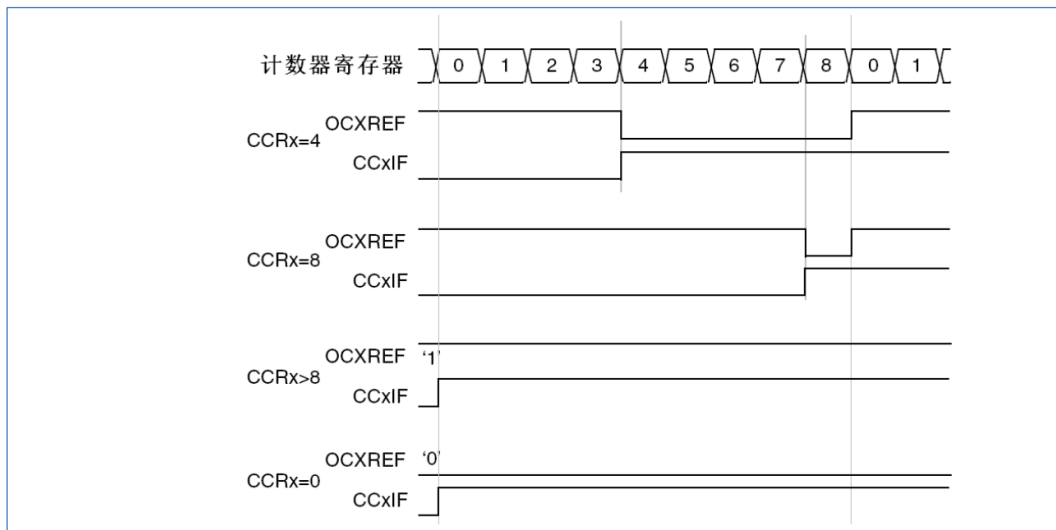 计数器寄存器 0 1 2 3 4 5 6 7 8 0 1
OCXREF
CCRx=4
CCxIF
OCXREF
CCRx=8
CCxIF
OCXREF '1'
CCRx>8
CCxIF
OCXREF '0'
CCRx=0
CCxIF